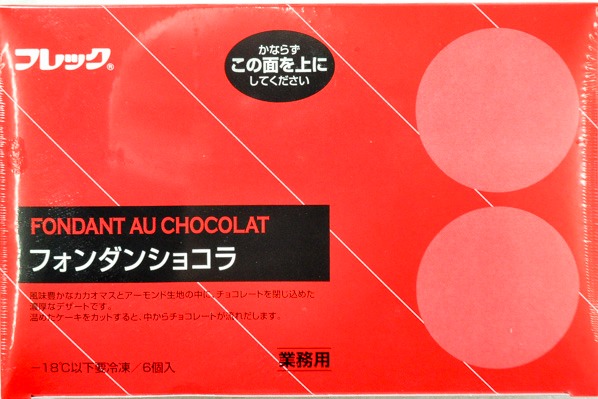 フレック®
かならず
この面を上に
してください
FONDANT AU CHOCOLAT
フォンダンショコラ
風味豊かなカカオマスとアーモンド生地の中に、チョコレートを閉じ込めた
濃厚なデザートです。
温めたケーキをカットすると、中からチョコレートが流れだします。
−18℃以下要冷凍/6個入
業務用